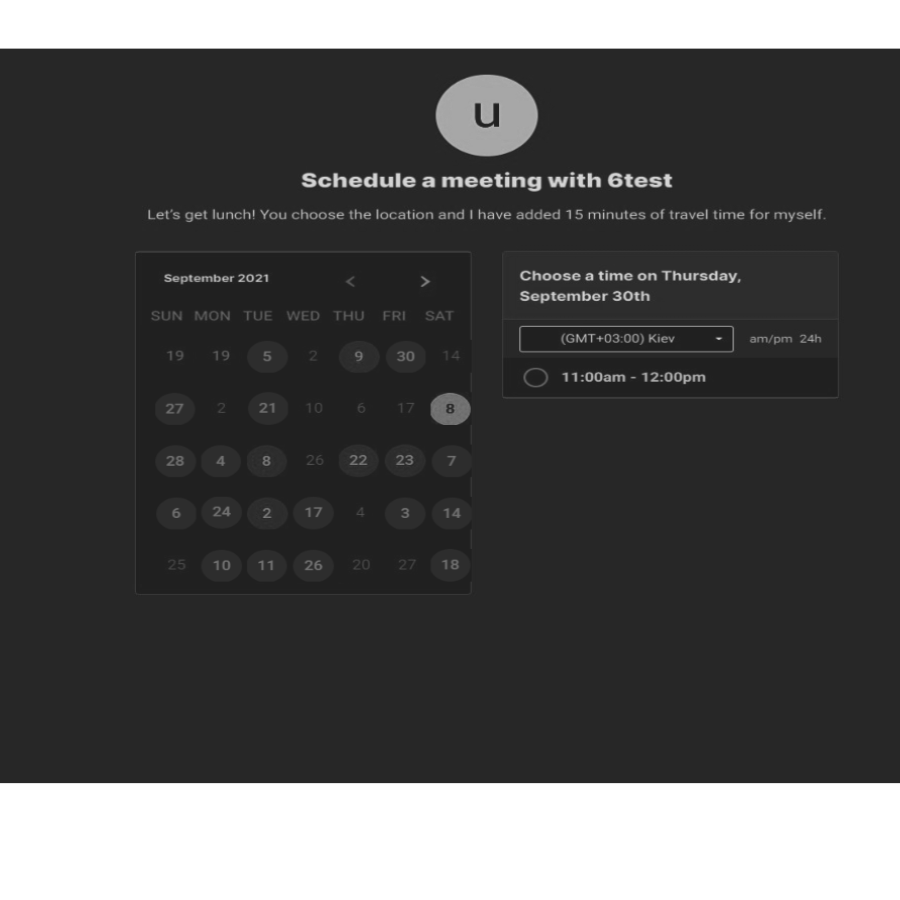 u
Schedule a meeting with 6test
Let's get lunch! You choose the location and I have added 15 minutes of travel time for myself.
September 2021
SUN MON TUE WED THU FRI SAT
19 19 5 2 9 30 14
27 2 21 10 6 17 8
28 4 8 26 22 23 7
6 24 2 17 4 3 14
25 10 11 26 20 27 18
Choose a time on Thursday,
September 30th
(GMT+03:00) Kiev am/pm 24h
11:00am - 12:00pm